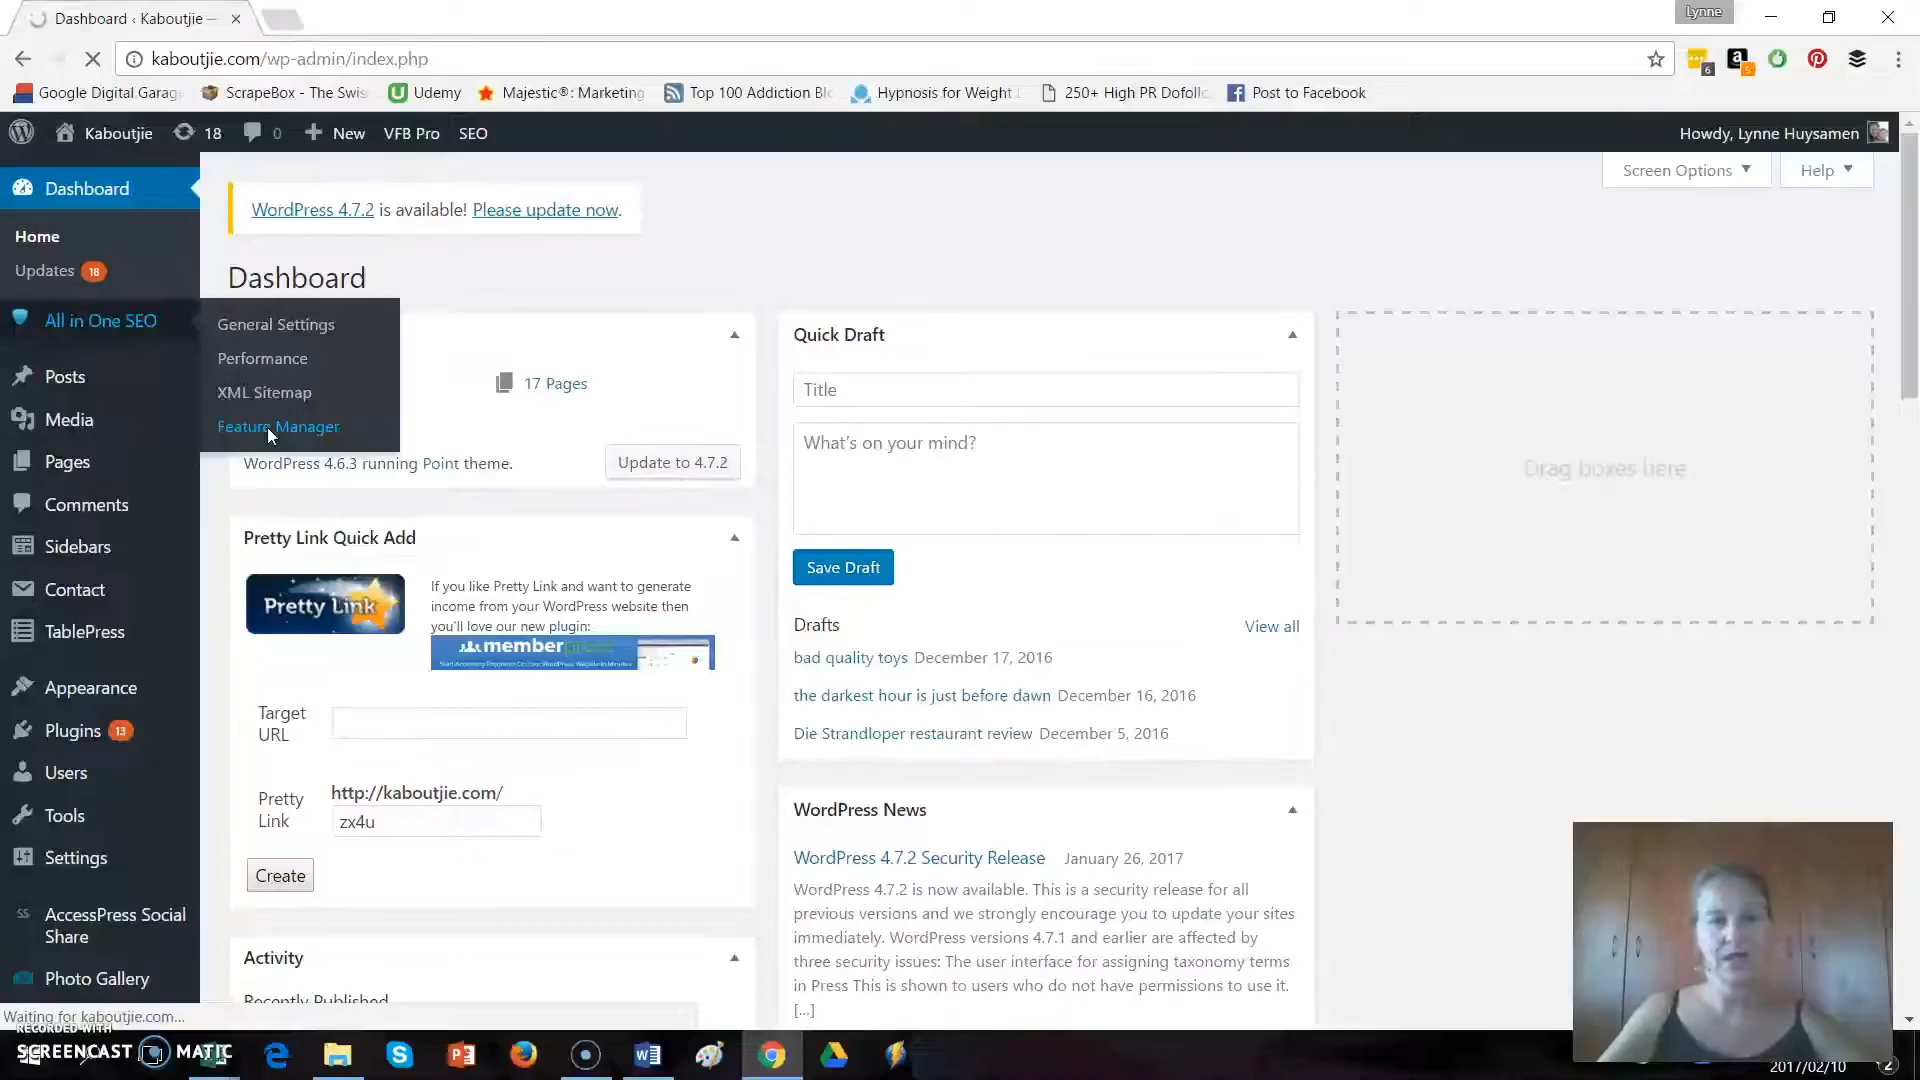 Dashboard ‹ Kaboutjie —
Lynne
kaboutjie.com/wp-admin/index.php
6
5
Google Digital Garag
ScrapeBox - The Swis
Udemy
Majestic®: Marketing
Top 100 Addiction Bl
Hypnosis for Weight
250+ High PR Dofoll
Post to Facebook
Kaboutjie
18
0
New
VFB Pro
SEO
Howdy, Lynne Huysamen
Dashboard
Screen Options
Help
WordPress 4.7.2 is available! Please update now.
Home
Updates 18
Dashboard
All in One SEO
General Settings
Performance
XML Sitemap
Feature Manager
Posts
Media
Pages
Comments
Sidebars
Contact
TablePress
Appearance
Plugins 13
Users
Tools
Settings
AccessPress Social
Share
Photo Gallery
17 Pages
WordPress 4.6.3 running Point theme.
Update to 4.7.2
Pretty Link Quick Add
Pretty Link
If you like Pretty Link and want to generate
income from your WordPress website then
you'll love our new plugin:
member
Target
URL
Pretty
Link
http://kaboutjie.com/
zx4u
Create
Activity
Recently Published
Quick Draft
Title
What's on your mind?
Save Draft
Drafts
View all
bad quality toys December 17, 2016
the darkest hour is just before dawn December 16, 2016
Die Strandloper restaurant review December 5, 2016
WordPress News
WordPress 4.7.2 Security Release January 26, 2017
WordPress 4.7.2 is now available. This is a security release for all
previous versions and we strongly encourage you to update your sites
immediately. WordPress versions 4.7.1 and earlier are affected by
three security issues: The user interface for assigning taxonomy terms
in Press This is shown to users who do not have permissions to use it.
[...]
Drag boxes here
Waiting for kaboutjie.com...
RECORDED WITH
SCREENCAST MATIC
2017/02/10
2